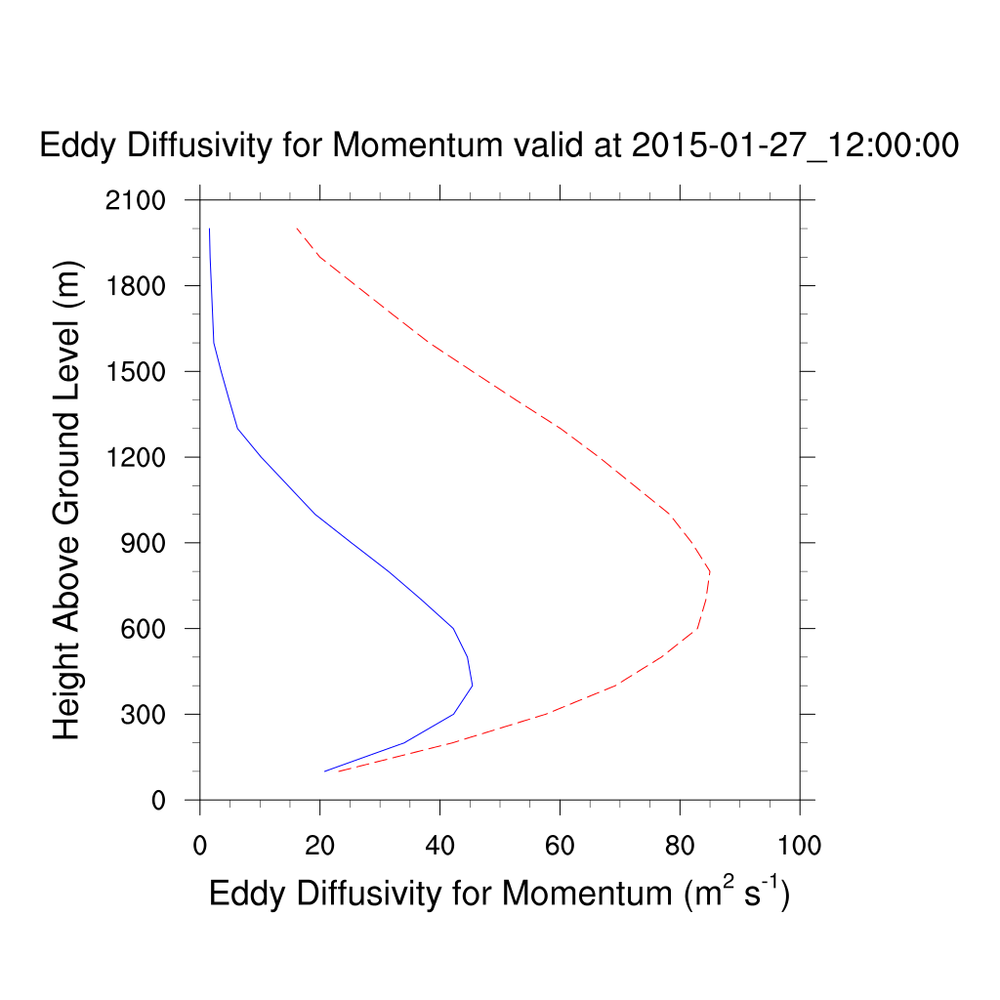 Eddy Diffusivity for Momentum valid at 2015-01-27_12:00:00
2100
1800
1500
1200
900
600
300
0
Height Above Ground Level (m)
0 20 40 60 80 100
Eddy Diffusivity for Momentum (m² s⁻¹)